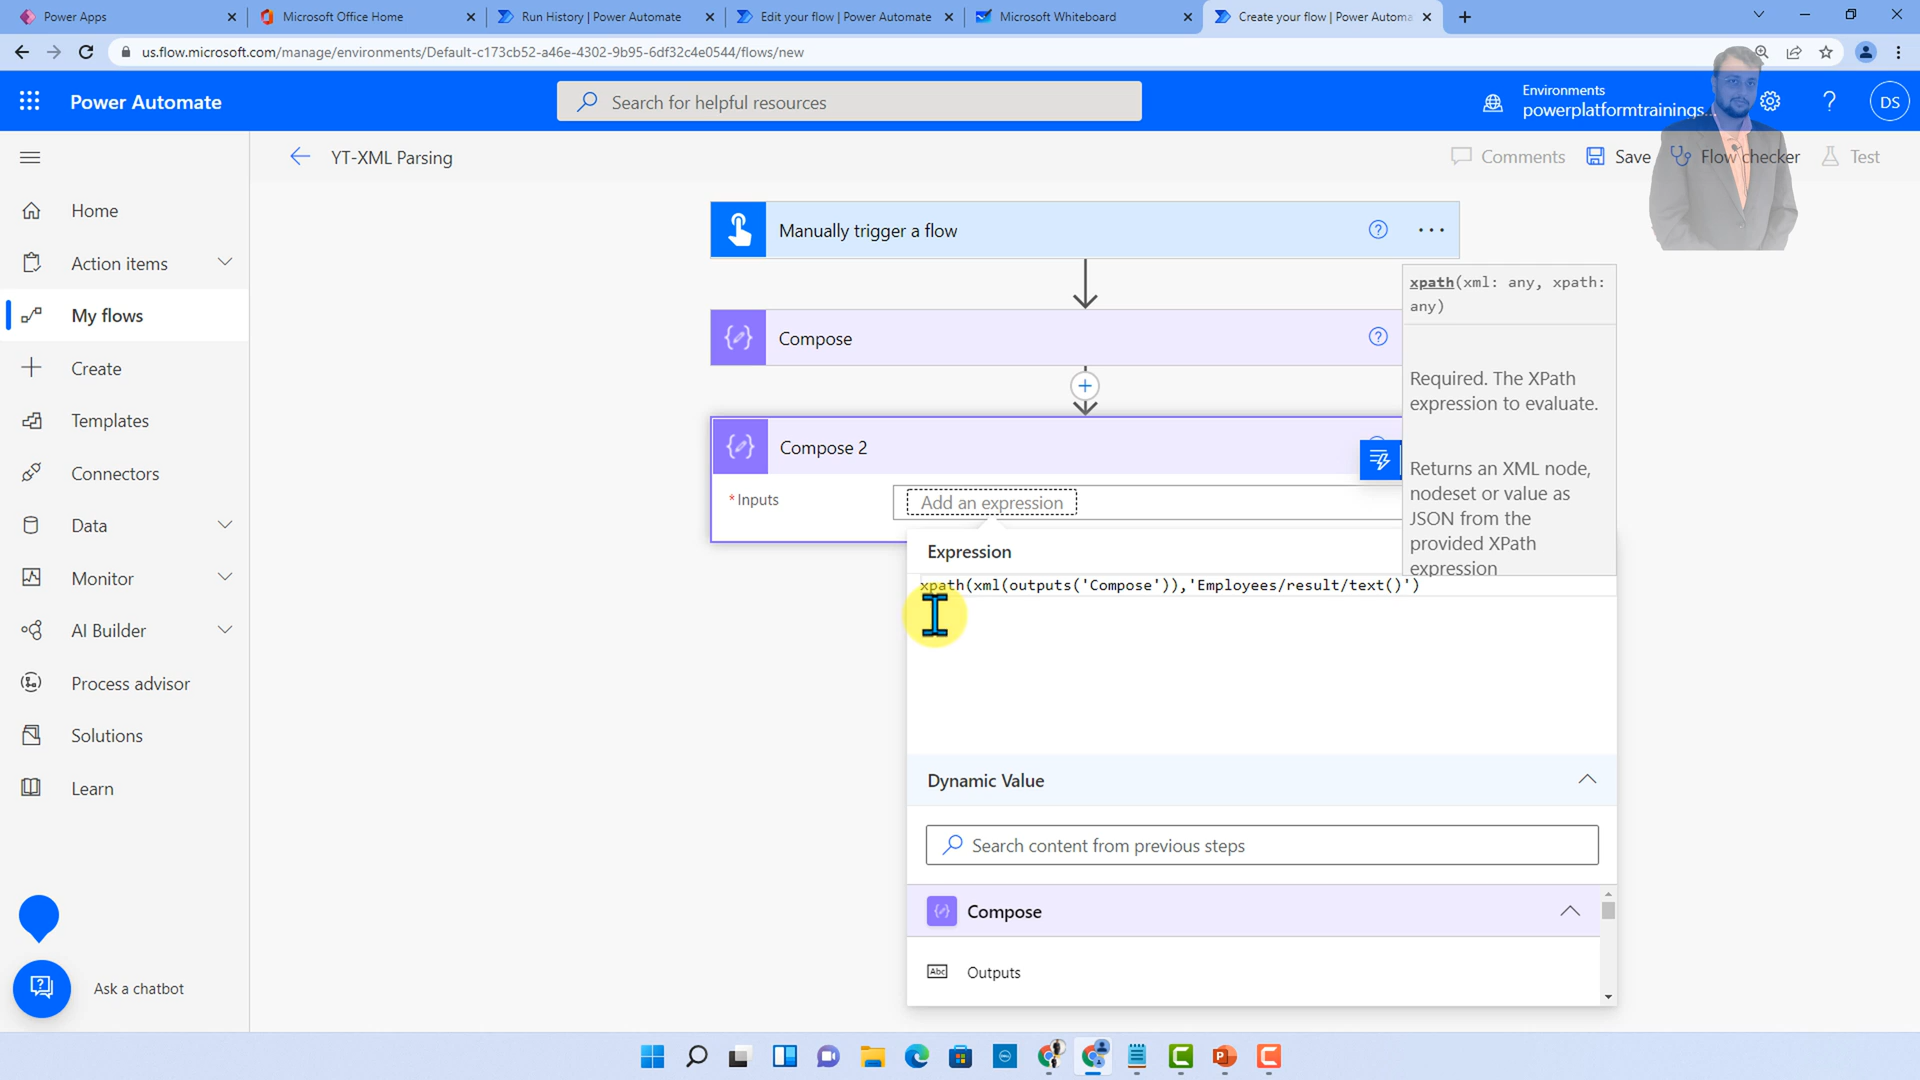 Power Apps
Microsoft Office Home
Run History | Power Automate
Edit your flow | Power Automate
Microsoft Whiteboard
Create your flow | Power Automa
us.flow.microsoft.com/manage/environments/Default-c173cb52-a46e-4302-9b95-6df32c4e0544/flows/new
Power Automate
Search for helpful resources
Environments
powerplatformtrainings...
?
DS
YT-XML Parsing
Comments
Save
Flow checker
Test
Home
Action items
My flows
Create
Templates
Connectors
Data
Monitor
AI Builder
Process advisor
Solutions
Learn
Ask a chatbot
Manually trigger a flow
?
Compose
?
Compose 2
*Inputs
Add an expression
xpath(xml: any, xpath:
any)
Required. The XPath
expression to evaluate.
Returns an XML node,
nodeset or value as
JSON from the
provided XPath
expression
Expression
xpath(xml(outputs('Compose')),'Employees/result/text()')
Dynamic Value
Search content from previous steps
Compose
Abc Outputs